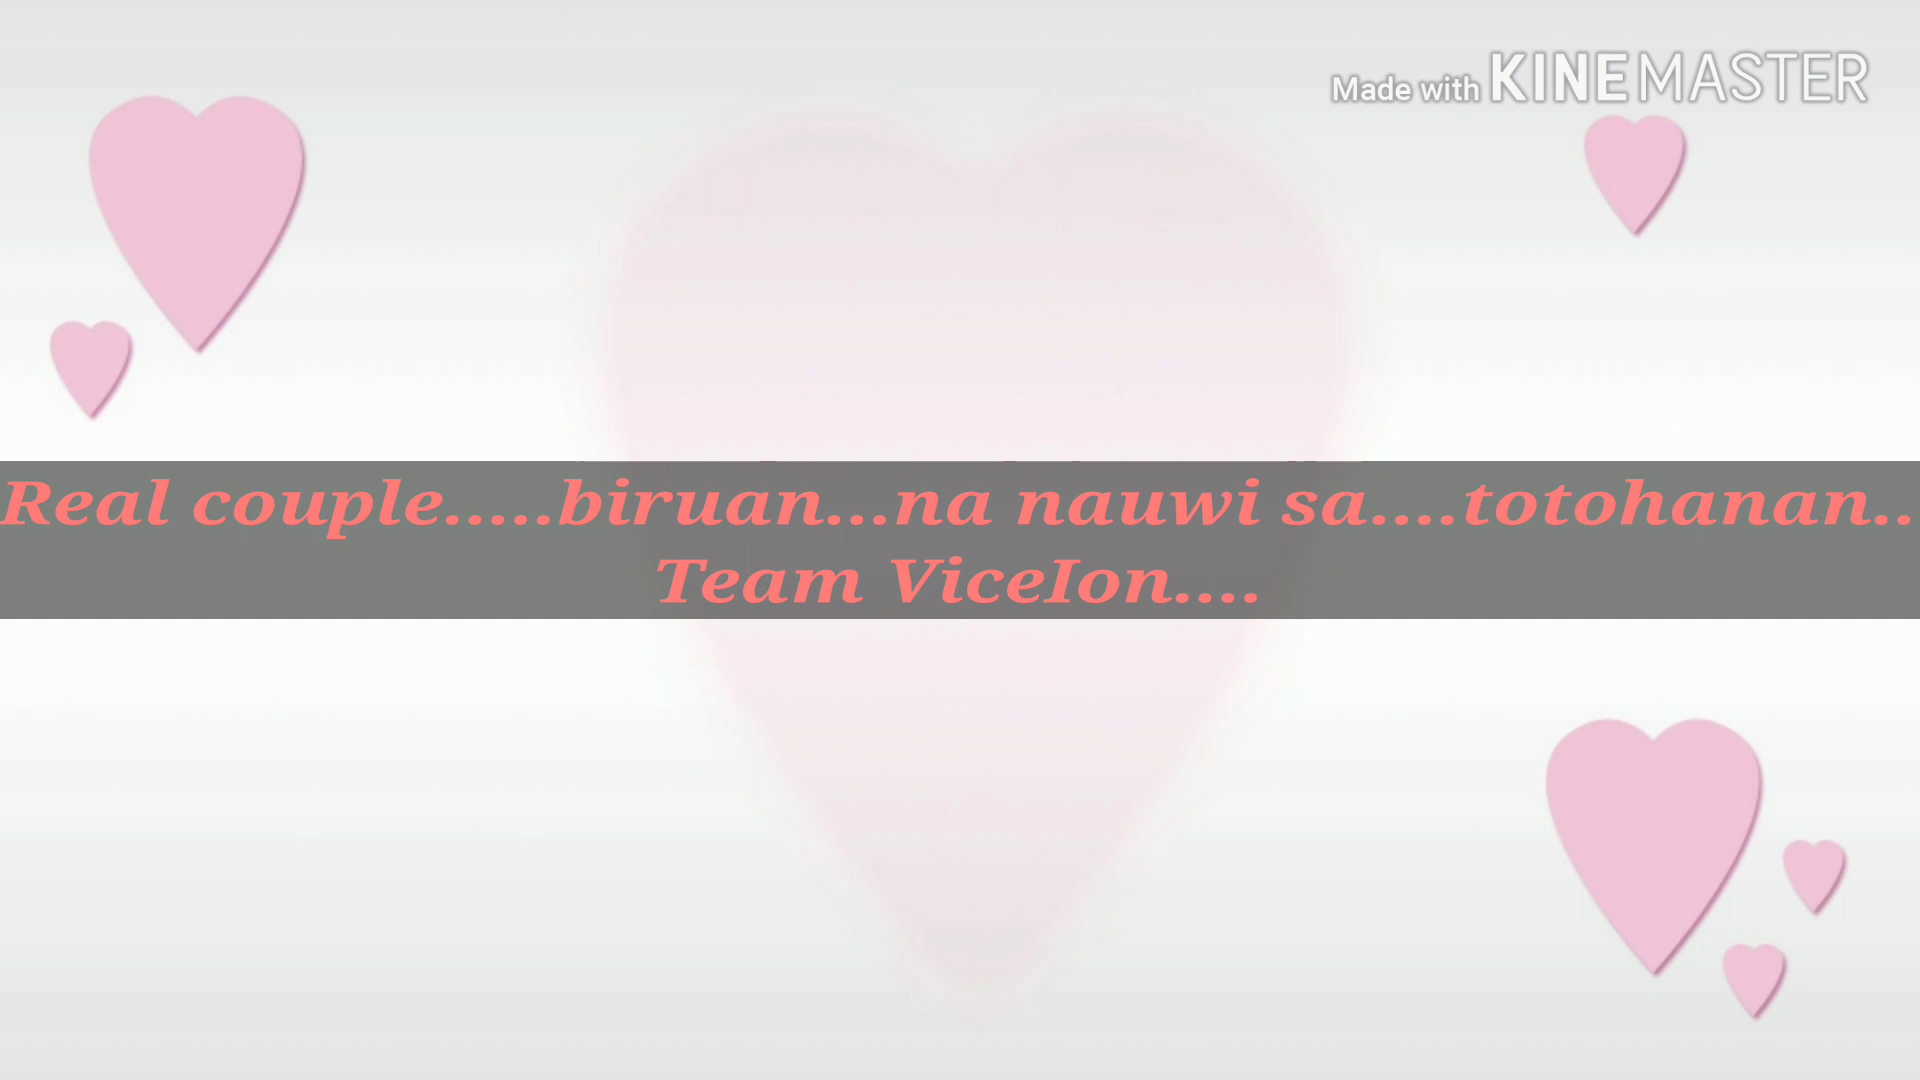 Made with KINEMASTER
Real couple.....biruan...na nauwi sa....totohanan..
Team ViceIon....